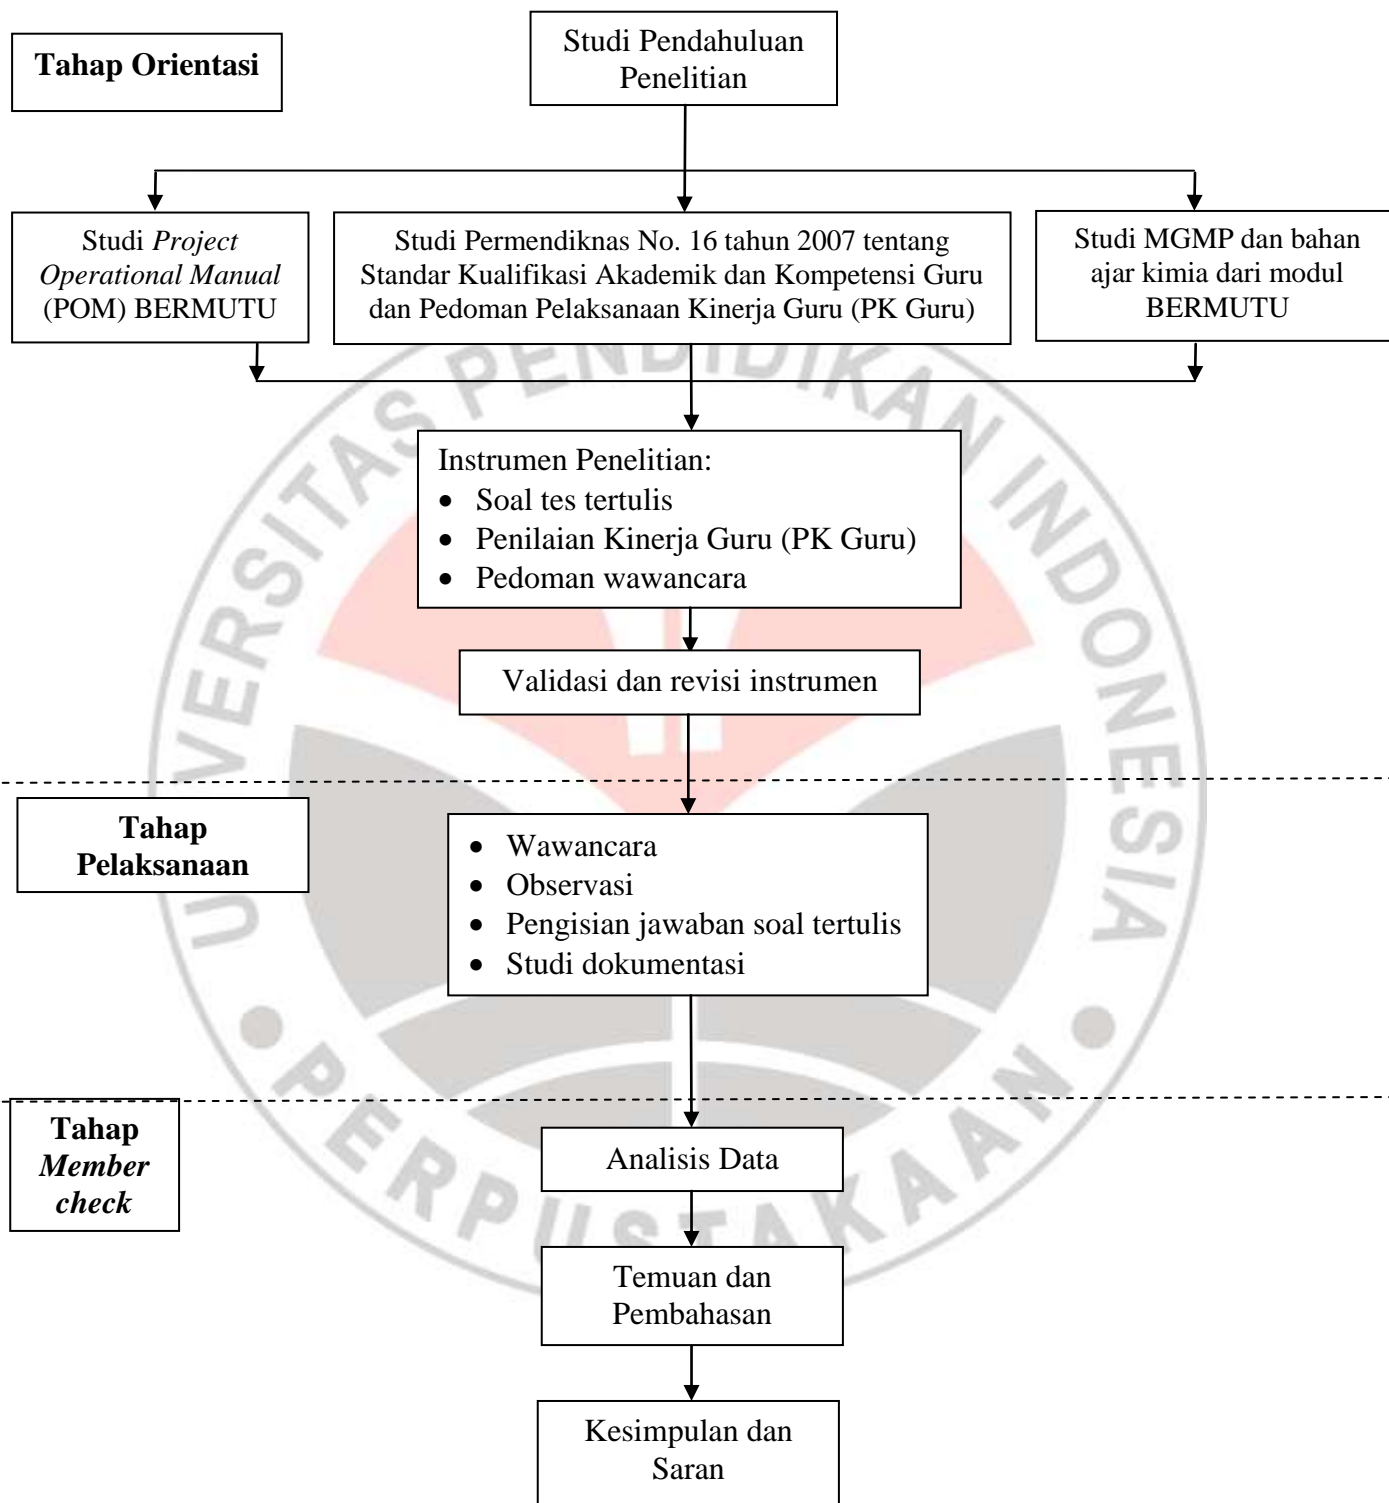 Tahap Orientasi
Studi Pendahuluan
Penelitian
Studi Project
Operational Manual
(POM) BERMUTU
Studi Permendiknas No. 16 tahun 2007 tentang
Standar Kualifikasi Akademik dan Kompetensi Guru
dan Pedoman Pelaksanaan Kinerja Guru (PK Guru)
Studi MGMP dan bahan
ajar kimia dari modul
BERMUTU
Instrumen Penelitian:
• Soal tes tertulis
• Penilaian Kinerja Guru (PK Guru)
• Pedoman wawancara
Validasi dan revisi instrumen
Tahap
Pelaksanaan
• Wawancara
• Observasi
• Pengisian jawaban soal tertulis
• Studi dokumentasi
Tahap
Member
check
Analisis Data
Temuan dan
Pembahasan
Kesimpulan dan
Saran
UNIVERSITAS PENDIDIKAN INDONESIA
PERPUSTAKAAN